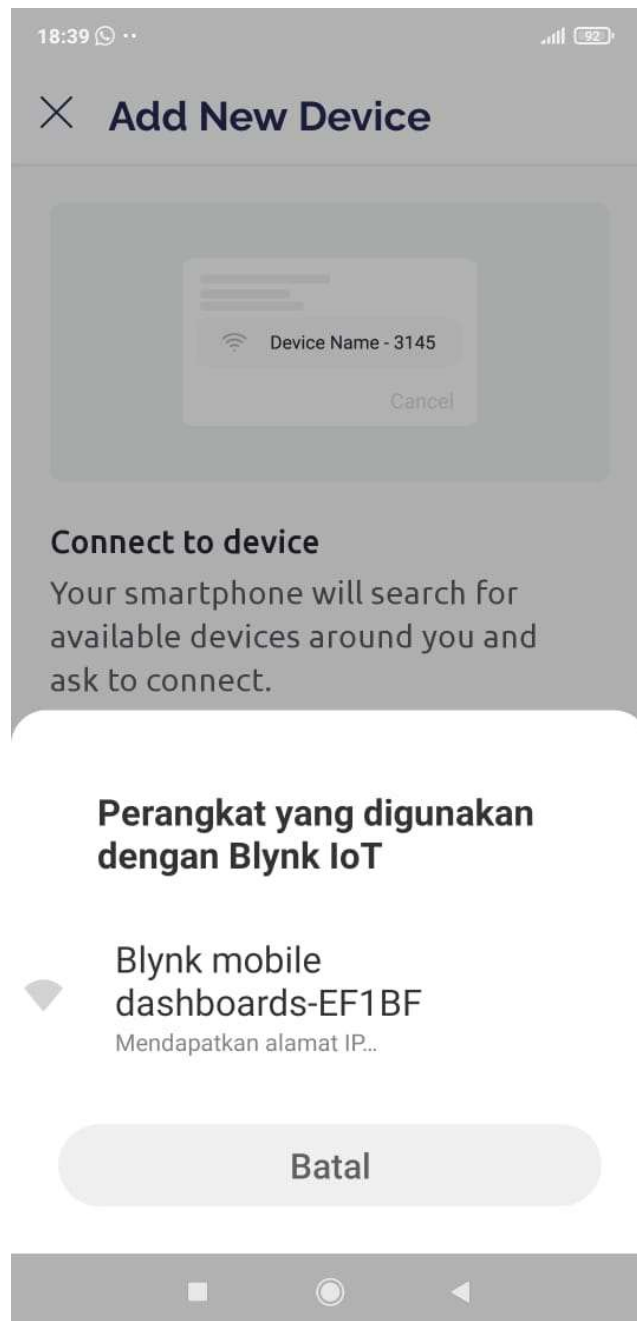 18:39
92
Add New Device
Device Name - 3145
Cancel
Connect to device
Your smartphone will search for
available devices around you and
ask to connect.
Perangkat yang digunakan
dengan Blynk IoT
Blynk mobile
dashboards-EF1BF
Mendapatkan alamat IP...
Batal